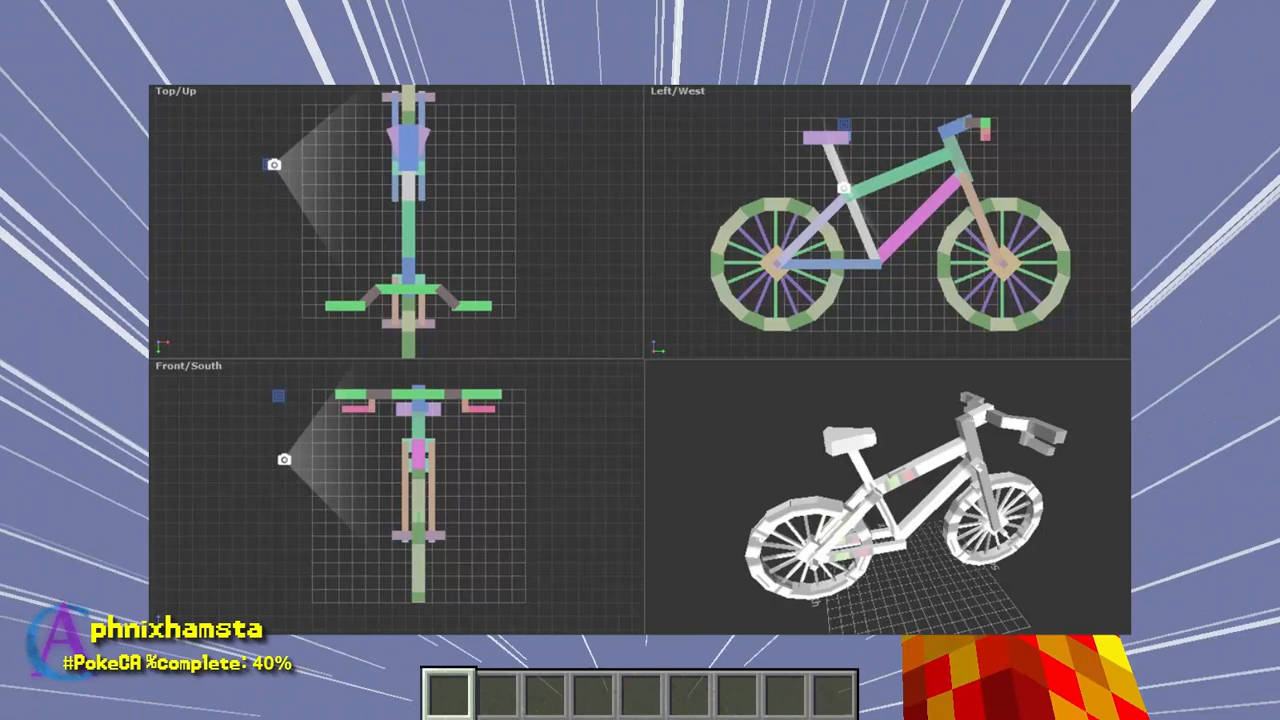 Top/Up
Left/West
Front/South
phnixhamsta
#PokeCA %complete: 40%